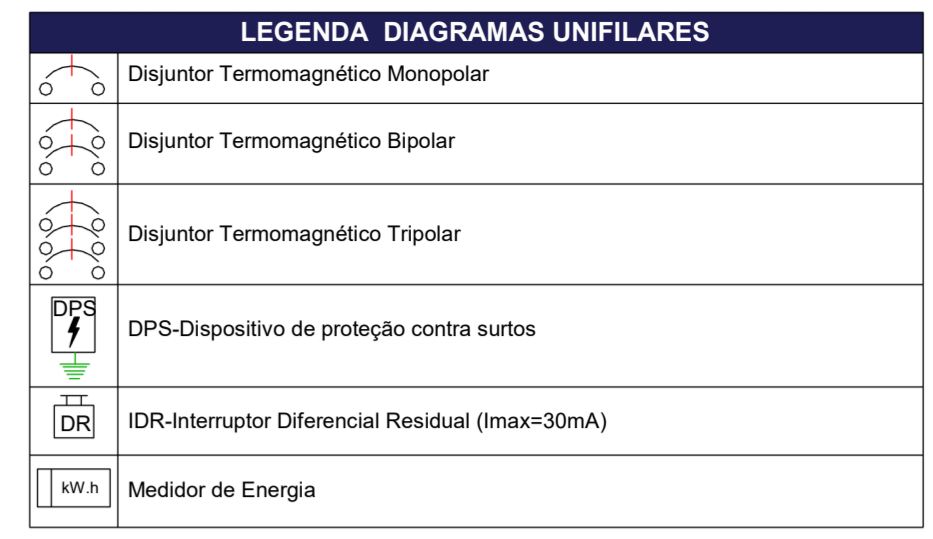 LEGENDA DIAGRAMAS UNIFILARES
Disjuntor Termomagnético Monopolar
Disjuntor Termomagnético Bipolar
Disjuntor Termomagnético Tripolar
DPS
DPS-Dispositivo de proteção contra surtos
DR
IDR-Interruptor Diferencial Residual (Imax=30mA)
kW.h
Medidor de Energia